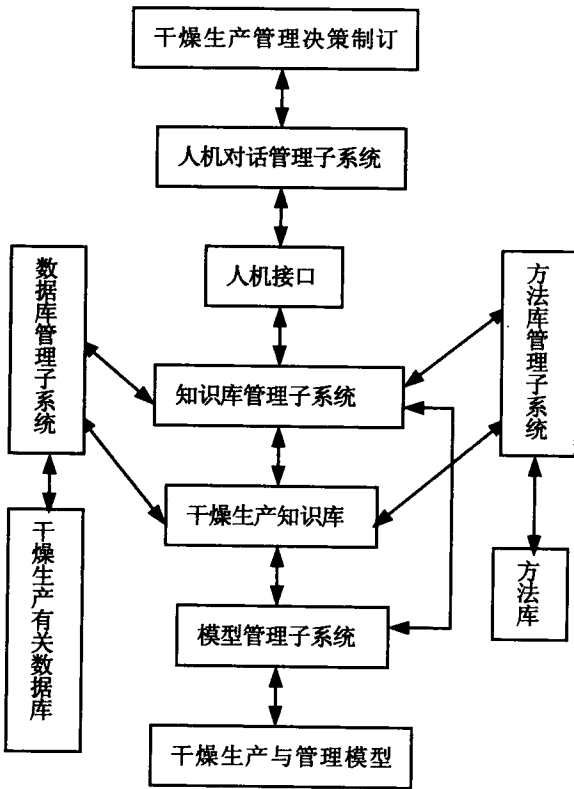 干燥生产管理决策制订
人机对话管理子系统
人机接口
数据库管理子系统
方法库管理子系统
知识库管理子系统
干燥生产知识库
干燥生产有关数据库
方法库
模型管理子系统
干燥生产与管理模型